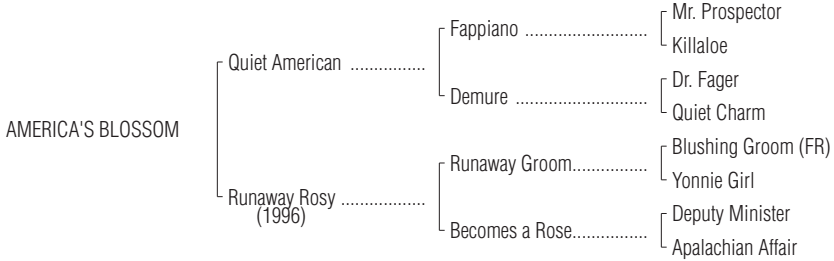 Mr. Prospector
Fappiano ..........................
Killaloe
Quiet American ................
Dr. Fager
Demure ............................
Quiet Charm
AMERICA'S BLOSSOM
Blushing Groom (FR)
Runaway Groom................
Yonnie Girl
Runaway Rosy ..................
(1996)
Deputy Minister
Becomes a Rose................
Apalachian Affair